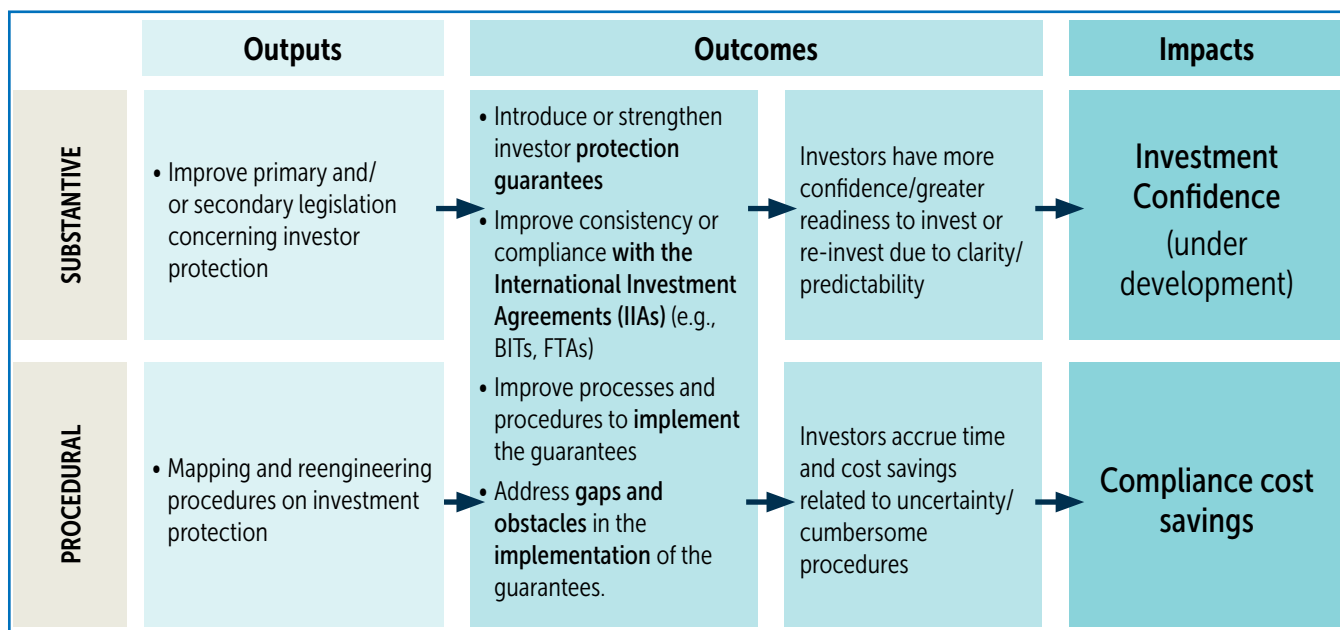 Outputs
Outcomes
Impacts
SUBSTANTIVE
• Improve primary and/
or secondary legislation
concerning investor
protection
• Introduce or strengthen
investor protection
guarantees
• Improve consistency or
compliance with the
International Investment
Agreements (IIAs) (e.g.,
BITs, FTAs)
• Improve processes and
procedures to implement
the guarantees
• Address gaps and
obstacles in the
implementation of the
guarantees.
Investors have more
confidence/greater
readiness to invest or
re-invest due to clarity/
predictability
Investment
Confidence
(under
development)
PROCEDURAL
• Mapping and reengineering
procedures on investment
protection
Investors accrue time
and cost savings
related to uncertainty/
cumbersome
procedures
Compliance cost
savings